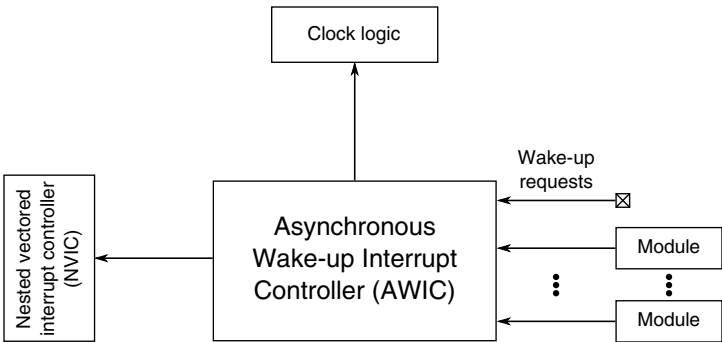 Clock logic
Nested vectored
interrupt controller
(NVIC)
Asynchronous
Wake-up Interrupt
Controller (AWIC)
Wake-up
requests
Module
Module